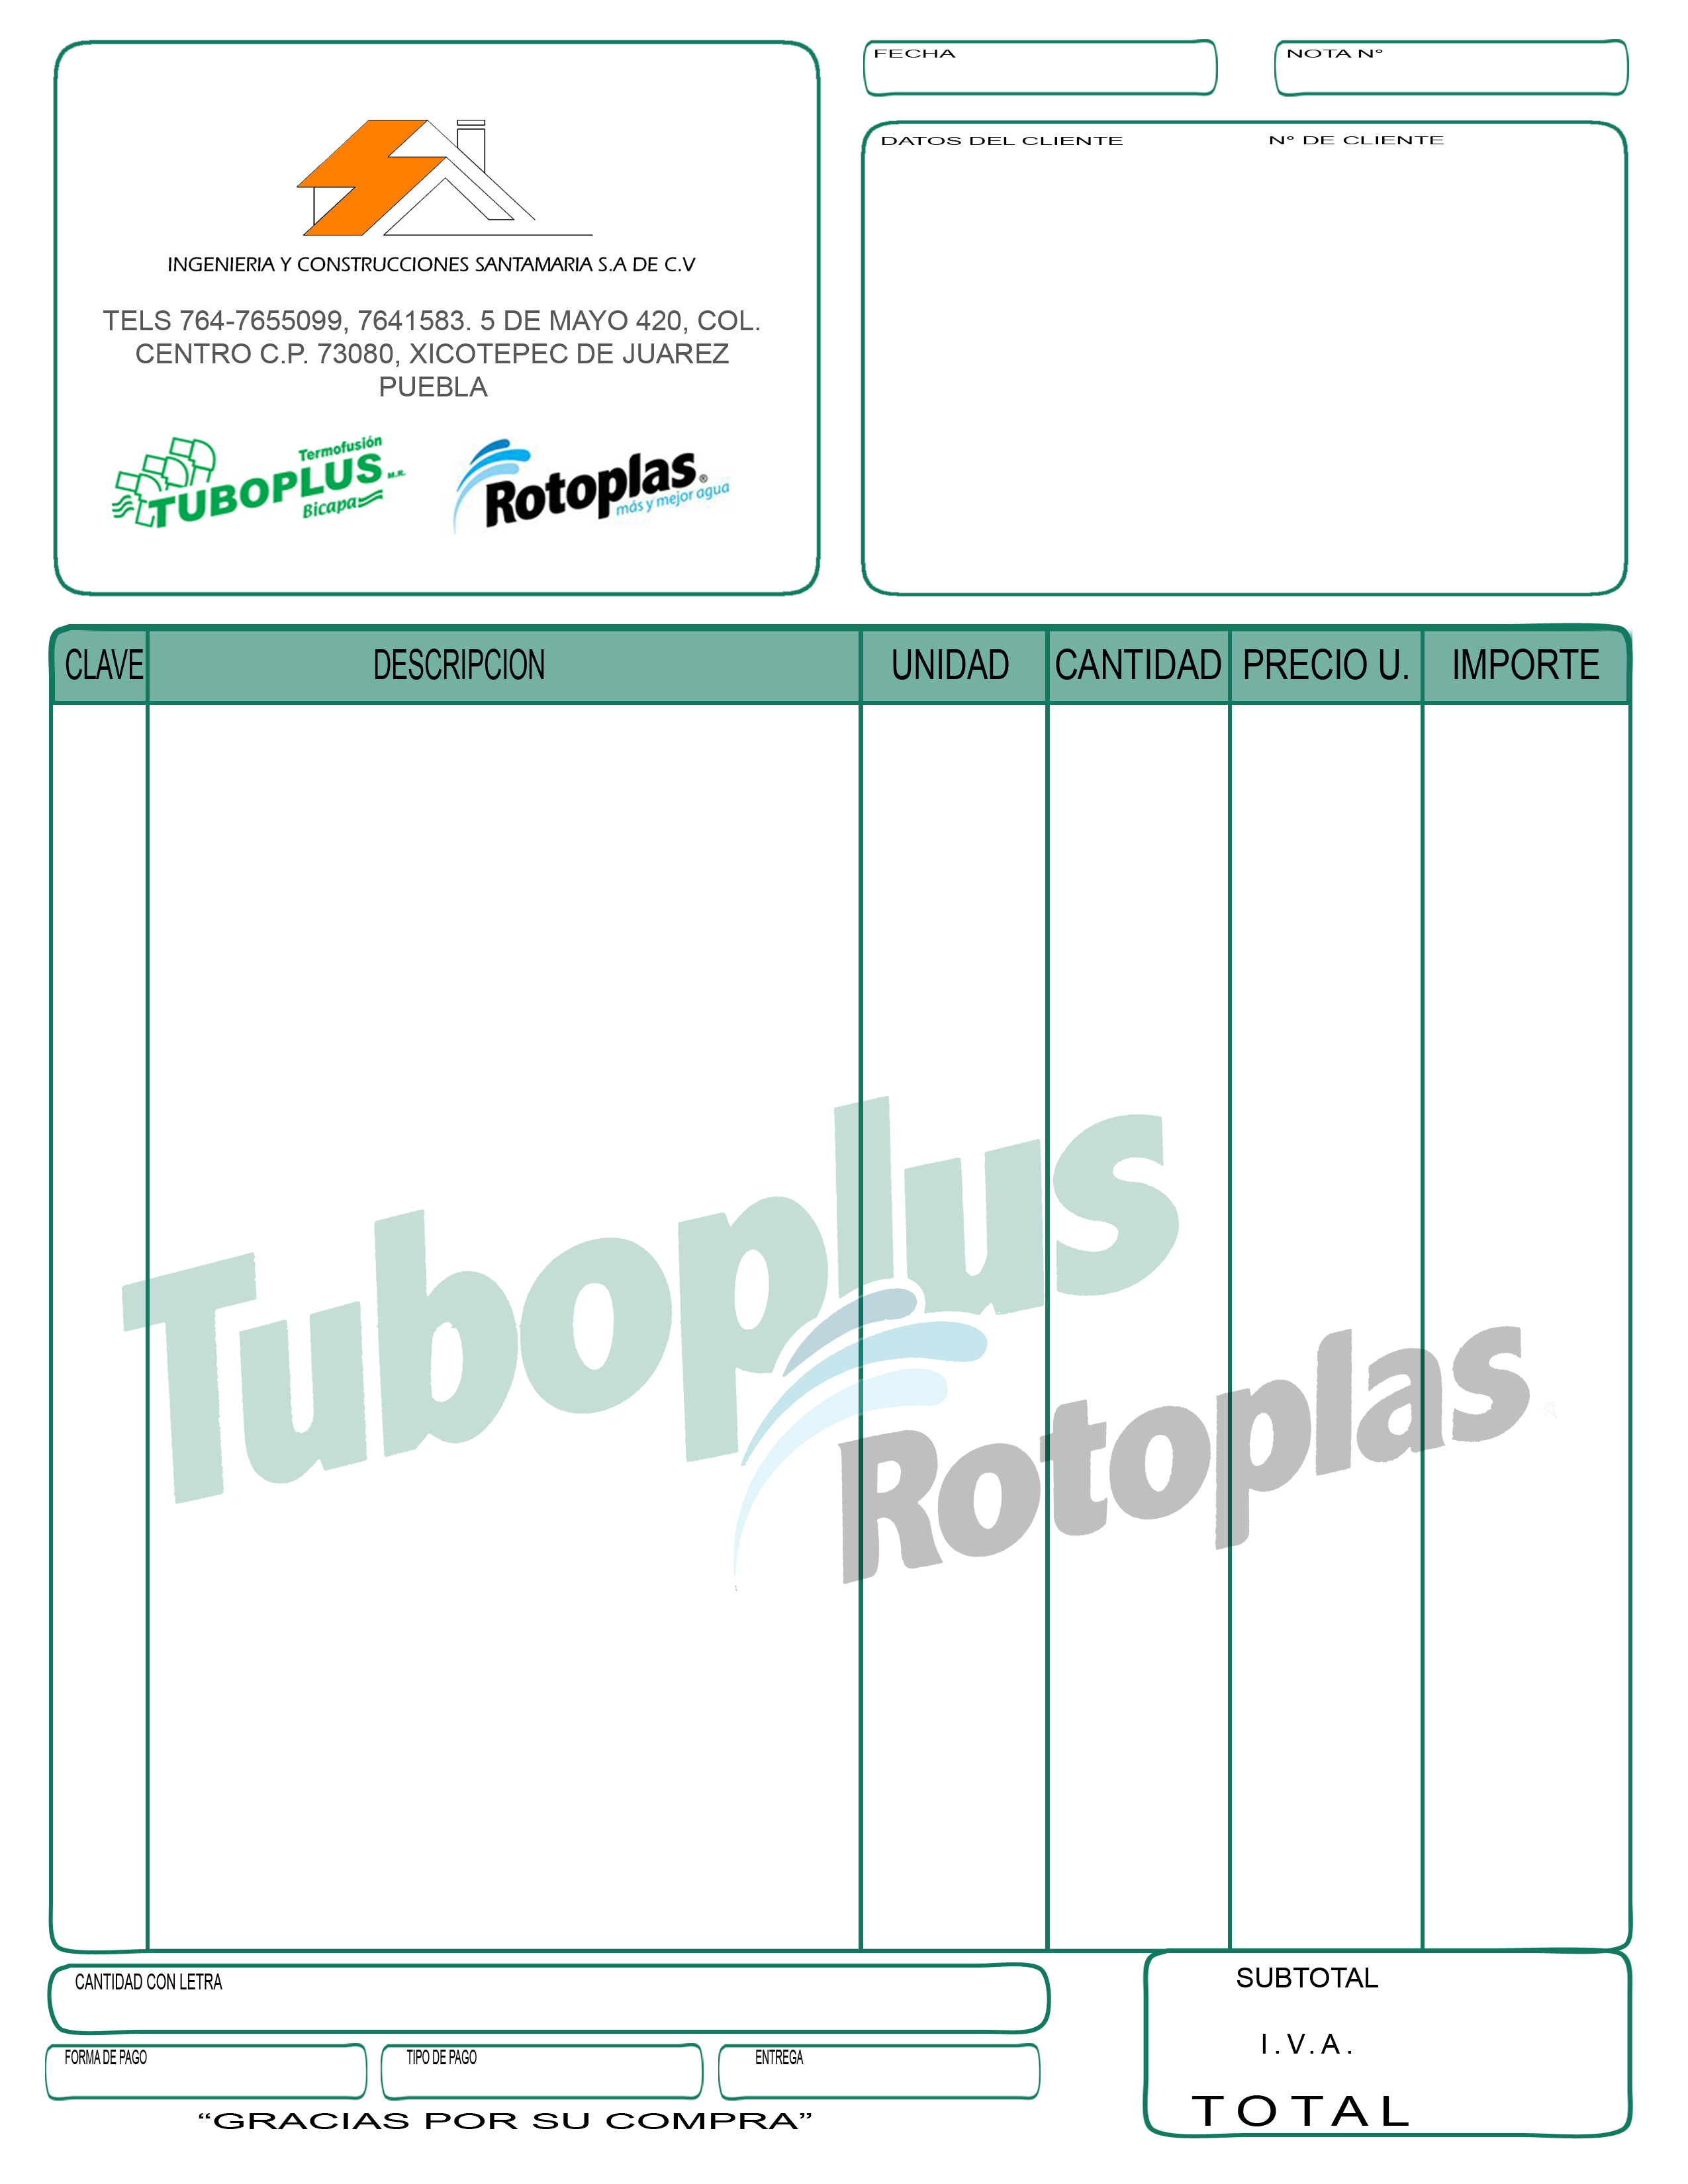 FECHA
NOTA N°
INGENIERIA Y CONSTRUCCIONES SANTAMARIA S.A DE C.V
TELS 764-7655099, 7641583. 5 DE MAYO 420, COL.
CENTRO C.P. 73080, XICOTEPEC DE JUAREZ
PUEBLA
Termofusión
TUBOPLUS M.R.
Bicapa
Rotoplas®
más y mejor agua
DATOS DEL CLIENTE N° DE CLIENTE
CLAVE DESCRIPCION UNIDAD CANTIDAD PRECIO U. IMPORTE
Tuboplus
Rotoplas
CANTIDAD CON LETRA
FORMA DE PAGO TIPO DE PAGO ENTREGA
“GRACIAS POR SU COMPRA”
SUBTOTAL
I.V.A.
TOTAL